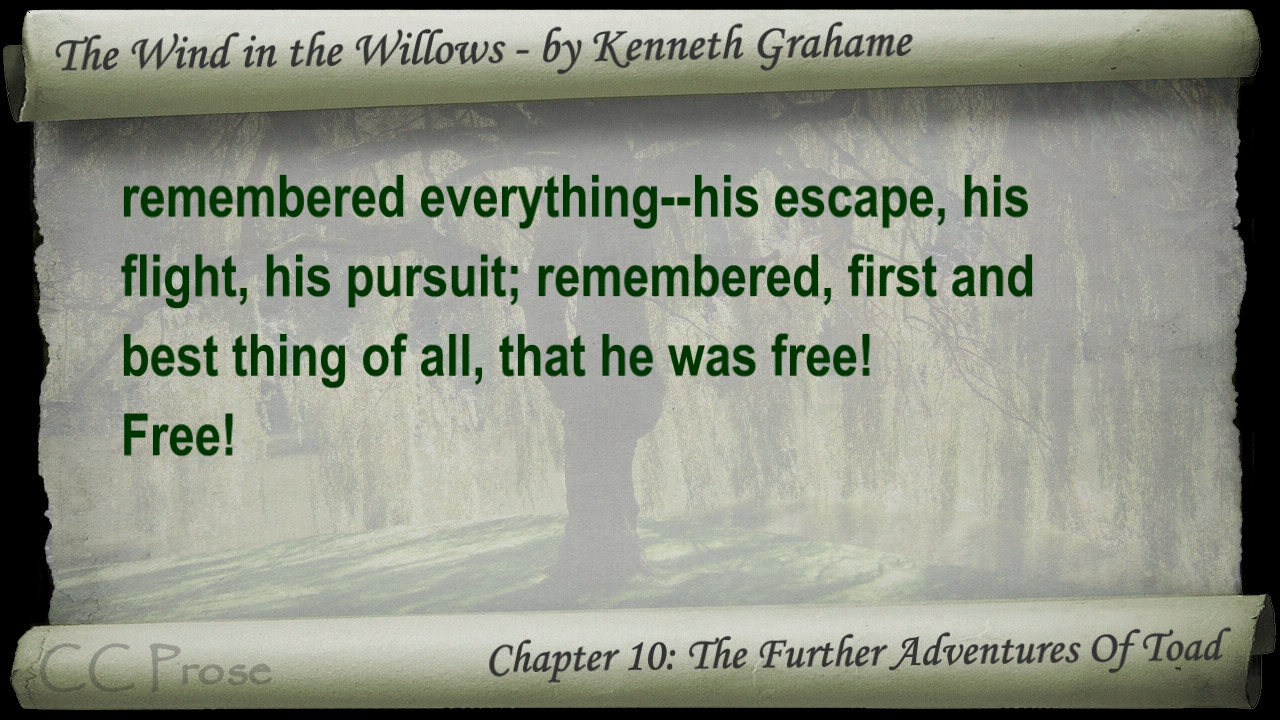 The Wind in the Willows - by Kenneth Grahame
remembered everything--his escape, his
flight, his pursuit; remembered, first and
best thing of all, that he was free!
Free!
CC Prose
Chapter 10: The Further Adventures Of Toad